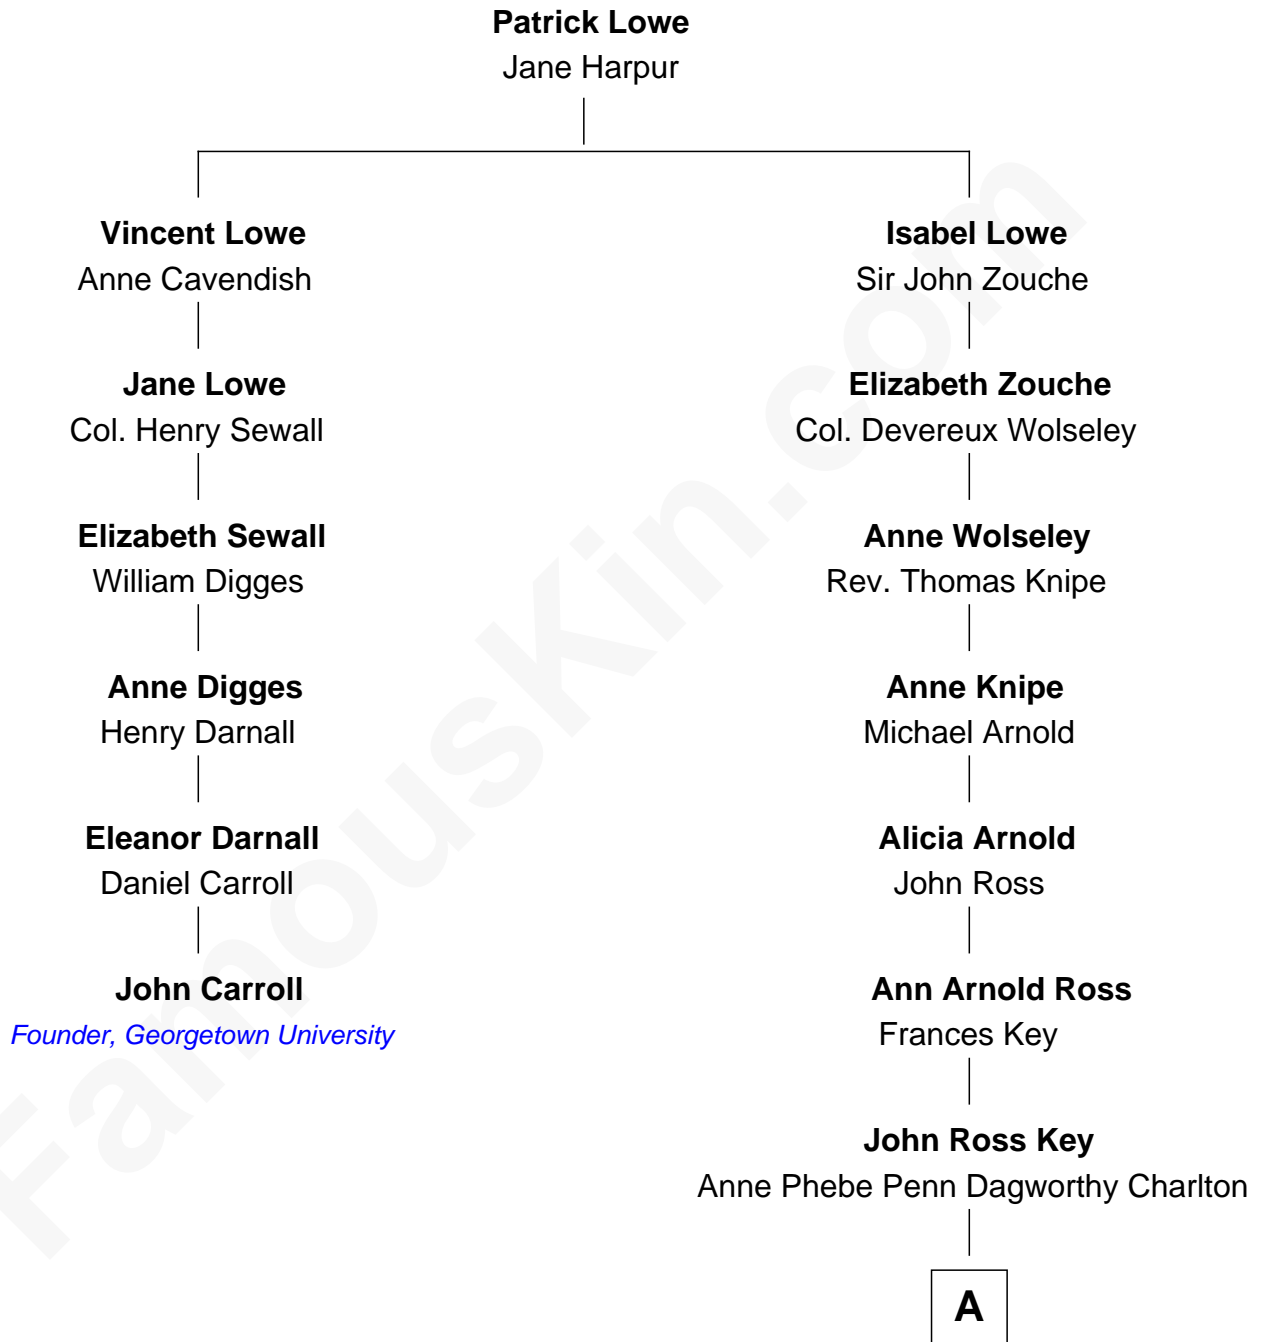 Patrick Lowe
Jane Harpur
Vincent Lowe
Anne Cavendish
Jane Lowe
Col. Henry Sewall
Elizabeth Sewall
William Digges
Anne Digges
Henry Darnall
Eleanor Darnall
Daniel Carroll
John Carroll
Founder, Georgetown University
Isabel Lowe
Sir John Zouche
Elizabeth Zouche
Col. Devereux Wolseley
Anne Wolseley
Rev. Thomas Knipe
Anne Knipe
Michael Arnold
Alicia Arnold
John Ross
Ann Arnold Ross
Frances Key
John Ross Key
Anne Phebe Penn Dagworthy Charlton
A
FamousKin.com